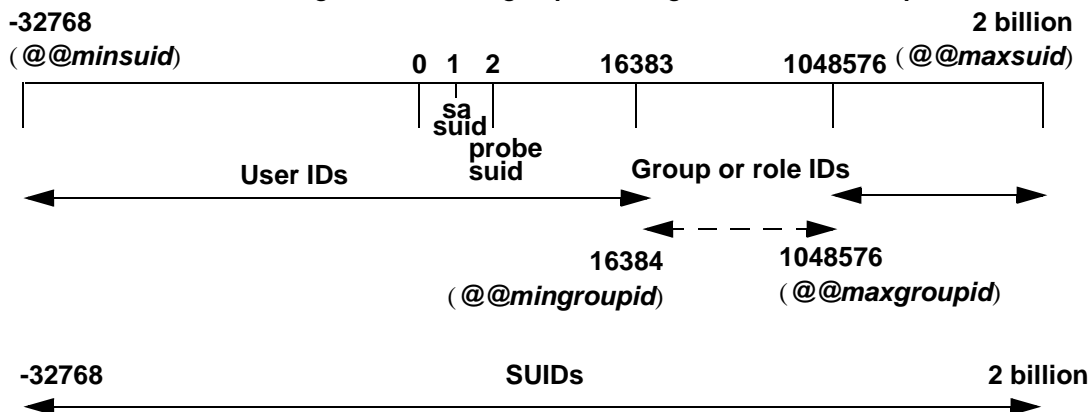 -32768 2 billion
(@@minsuid) (@@maxsuid)
0 1 2 16383 1048576
sa
suid
probe
suid
User IDs Group or role IDs
16384 1048576
(@@mingroupid) (@@maxgroupid)
-32768 SUIDs 2 billion